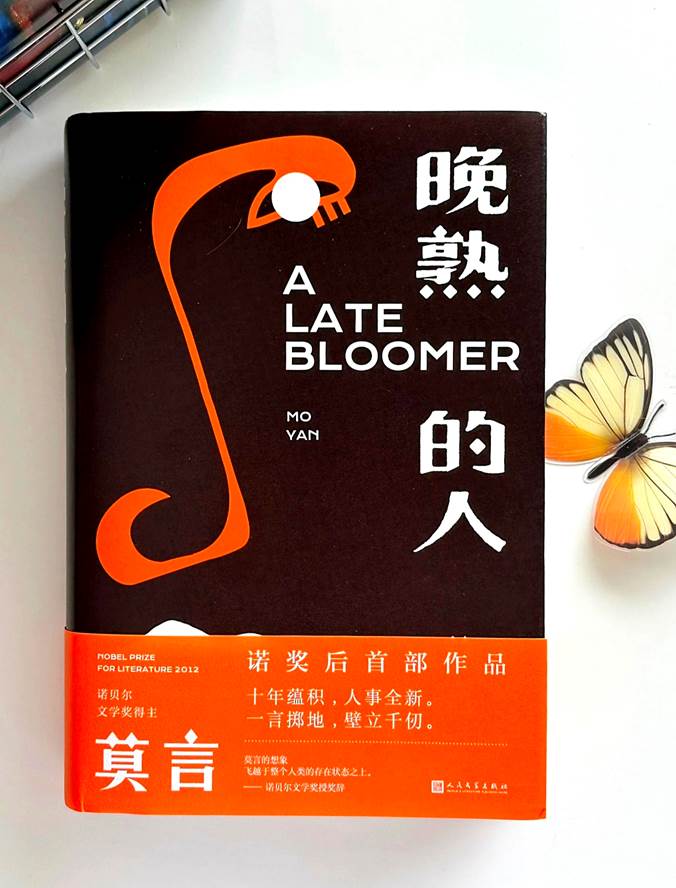 晚熟的人
A
LATE
BLOOMER
MO
YAN
NOBEL PRIZE
FOR LITERATURE 2012
诺贝尔
文学奖得主
莫言
诺奖后首部作品
十年蕴积，人事全新。
一言掷地，壁立千仞。
莫言的想象
飞越于整个人类的存在状态之上。
—— 诺贝尔文学奖授奖辞
人民文学出版社